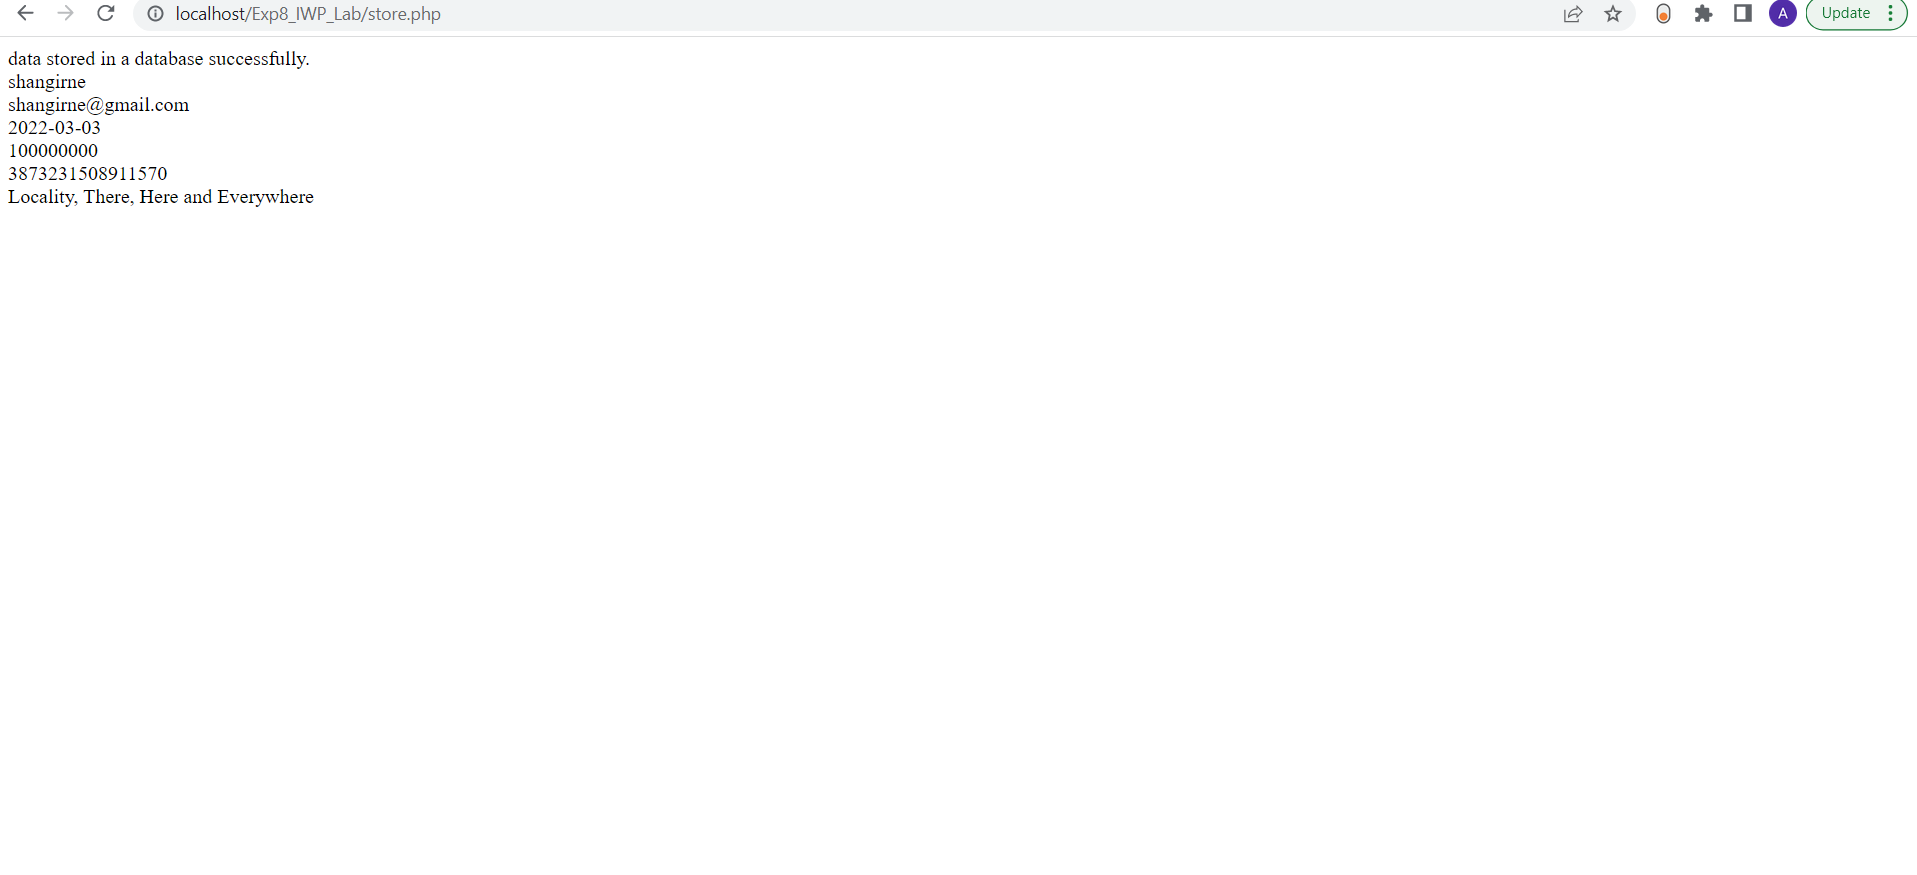 localhost/Exp8_IWP_Lab/store.php
A
Update
data stored in a database successfully.
shangirne
shangirne@gmail.com
2022-03-03
100000000
3873231508911570
Locality, There, Here and Everywhere